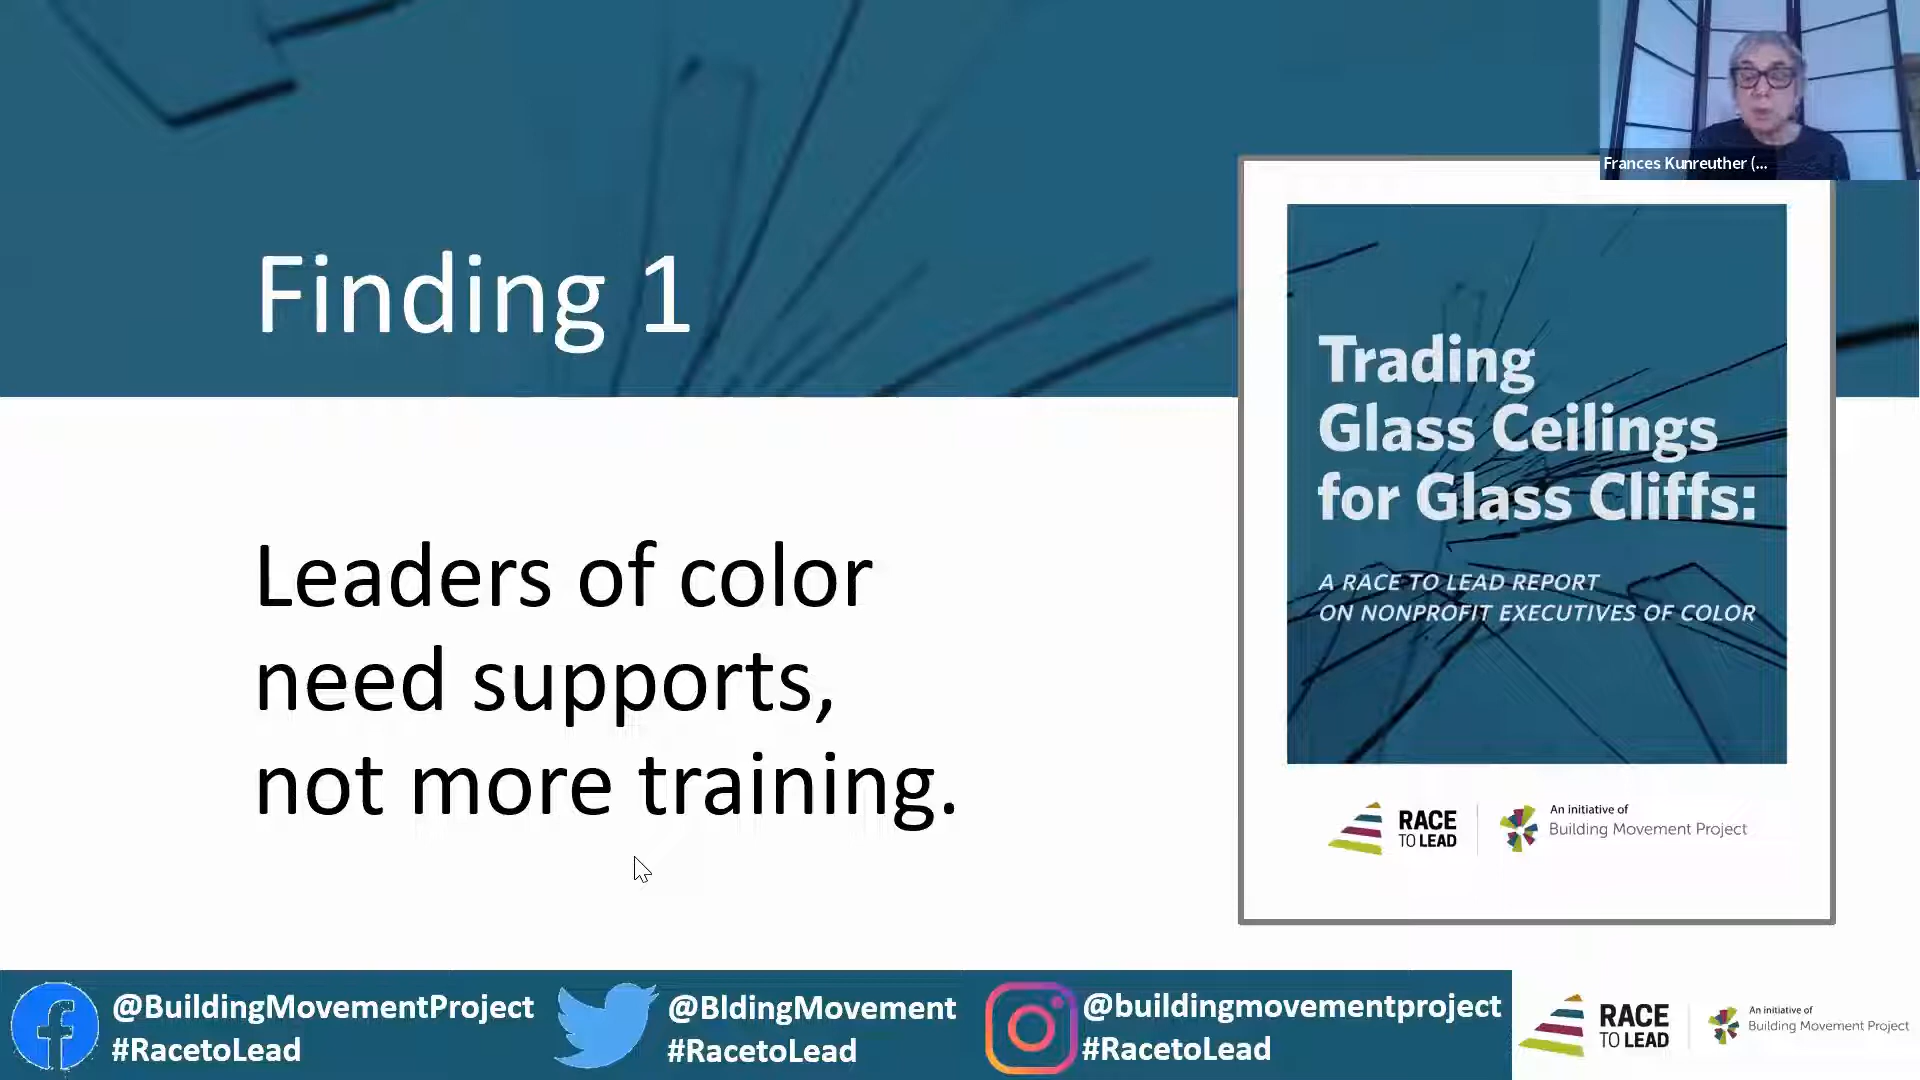 Frances Kunreuther (...
Finding 1
Leaders of color
need supports,
not more training.
Trading
Glass Ceilings
for Glass Cliffs:
A RACE TO LEAD REPORT
ON NONPROFIT EXECUTIVES OF COLOR
RACE
TO LEAD
An initiative of
Building Movement Project
@BuildingMovementProject
#RacetoLead
@BldingMovement
#RacetoLead
@buildingmovementproject
#RacetoLead
RACE
TO LEAD
An initiative of
Building Movement Project